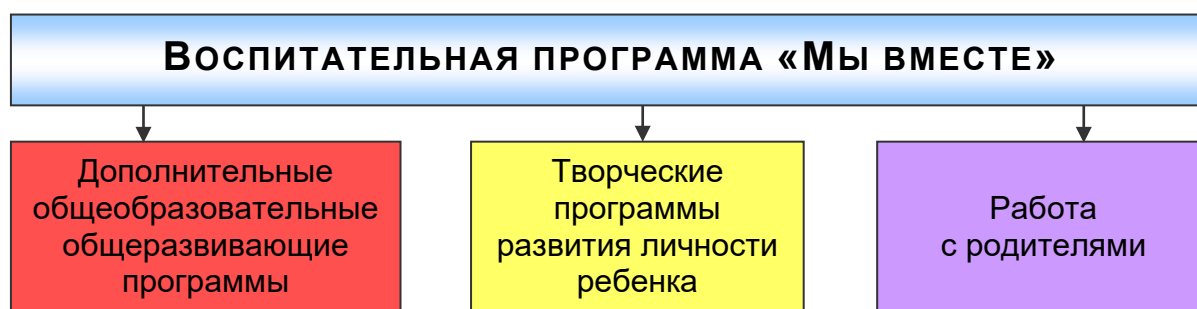 ВОСПИТАТЕЛЬНАЯ ПРОГРАММА «МЫ ВМЕСТЕ»
Дополнительные
общеобразовательные
общеразвивающие
программы
Творческие
программы
развития личности
ребенка
Работа
с родителями